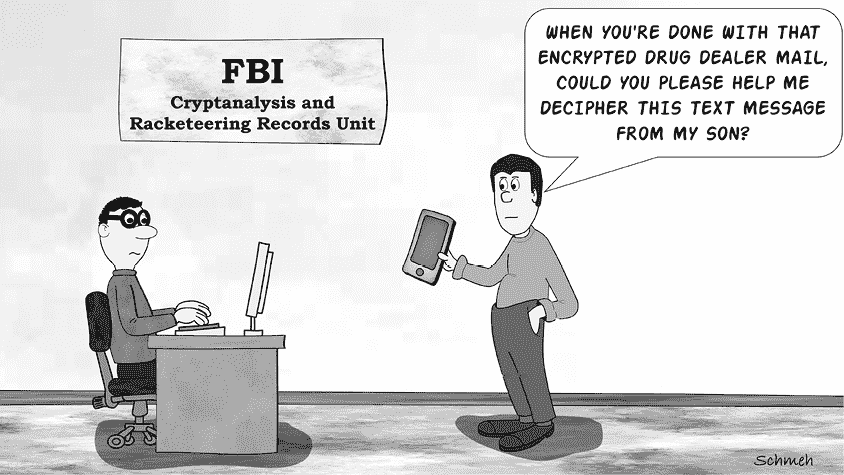 FBI
Cryptanalysis and
Racketeering Records Unit
WHEN YOU'RE DONE WITH THAT
ENCRYPTED DRUG DEALER MAIL,
COULD YOU PLEASE HELP ME
DECIPHER THIS TEXT MESSAGE
FROM MY SON?
Schmeh